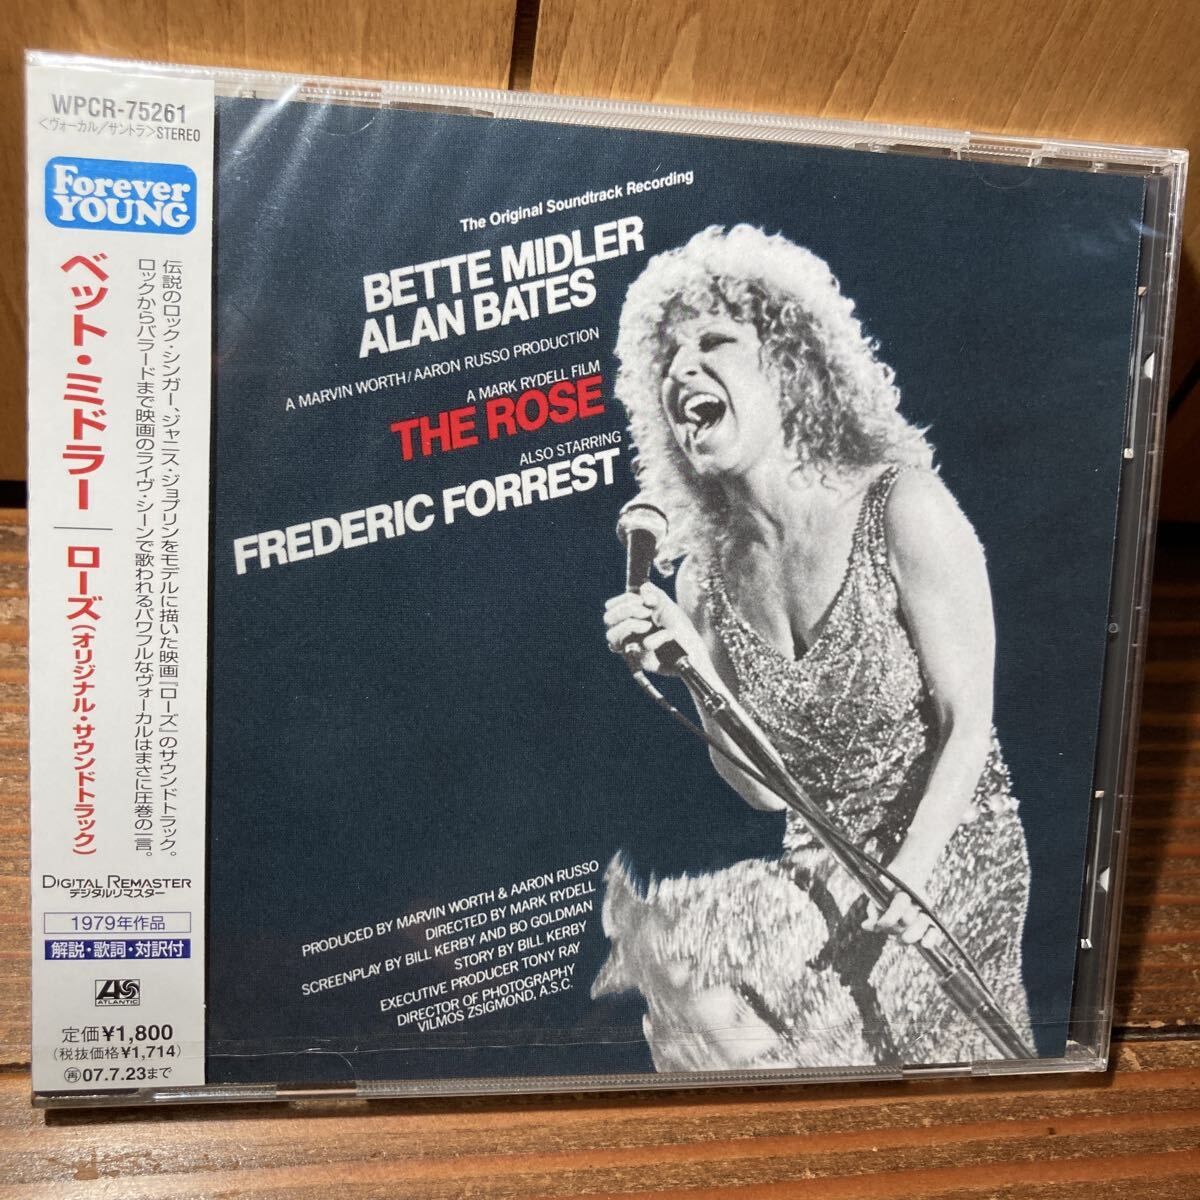 WPCR-75261
<ヴォーカル/サントラ>STEREO
Forever
YOUNG
ベット・ミドラー
ローズ(オリジナル・サウンドトラック)
伝説のロック・シンガー、ジャニス・ジョプリンをモデルに描いた映画『ローズ』のサウンドトラック。
ロックからバラードまで映画のライヴ・シーンで歌われるパワフルなヴォーカルはまさに圧巻の一言。
DIGITAL REMASTER
デジタルリマスター
1979年作品
解説・歌詞・対訳付
ATLANTIC
定価¥1,800
(税抜価格¥1,714)
再07.7.23まで
The Original Soundtrack Recording
BETTE MIDLER
ALAN BATES
A MARVIN WORTH/AARON RUSSO PRODUCTION
A MARK RYDELL FILM
THE ROSE
ALSO STARRING
FREDERIC FORREST
PRODUCED BY MARVIN WORTH & AARON RUSSO
DIRECTED BY MARK RYDELL
SCREENPLAY BY BILL KERBY AND BO GOLDMAN
STORY BY BILL KERBY
EXECUTIVE PRODUCER TONY RAY
DIRECTOR OF PHOTOGRAPHY
VILMOS ZSIGMOND, A.S.C.